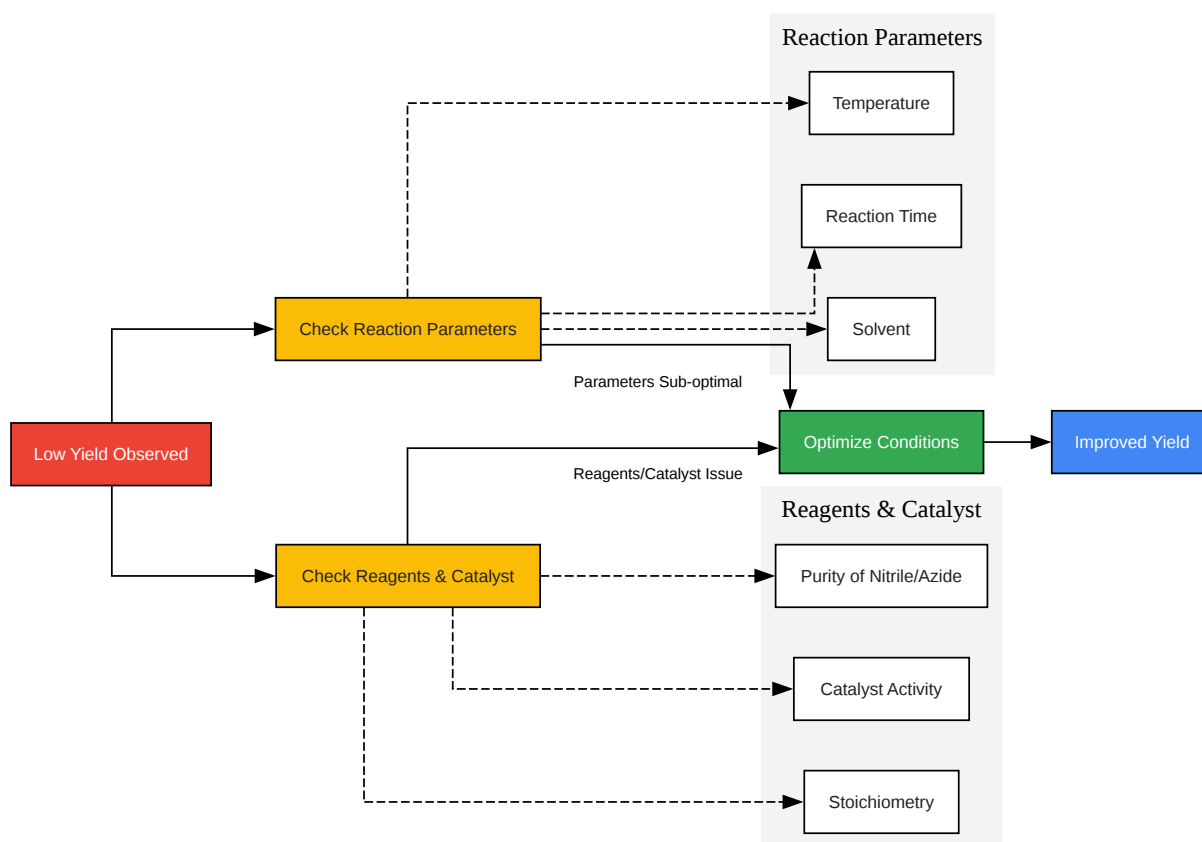 Reaction Parameters
Temperature
Reaction Time
Check Reaction Parameters
Solvent
Parameters Sub-optimal
Low Yield Observed
Optimize Conditions
Improved Yield
Reagents/Catalyst Issue
Reagents & Catalyst
Check Reagents & Catalyst
Purity of Nitrile/Azide
Catalyst Activity
Stoichiometry